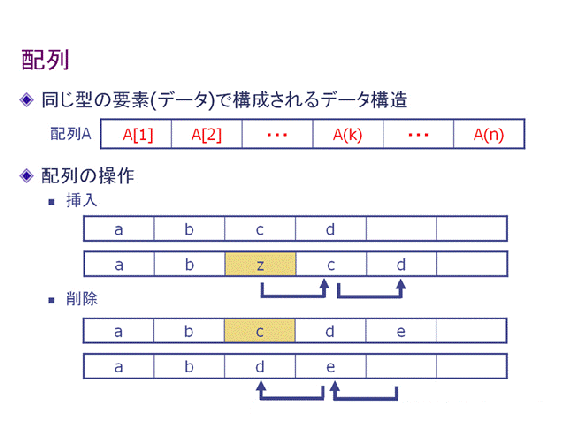 配列
同じ型の要素(データ)で構成されるデータ構造
配列A A[1] A[2] ･･･ A(k) ･･･ A(n)
配列の操作
挿入
a b c d
a b z c d
削除
a b c d e
a b d e